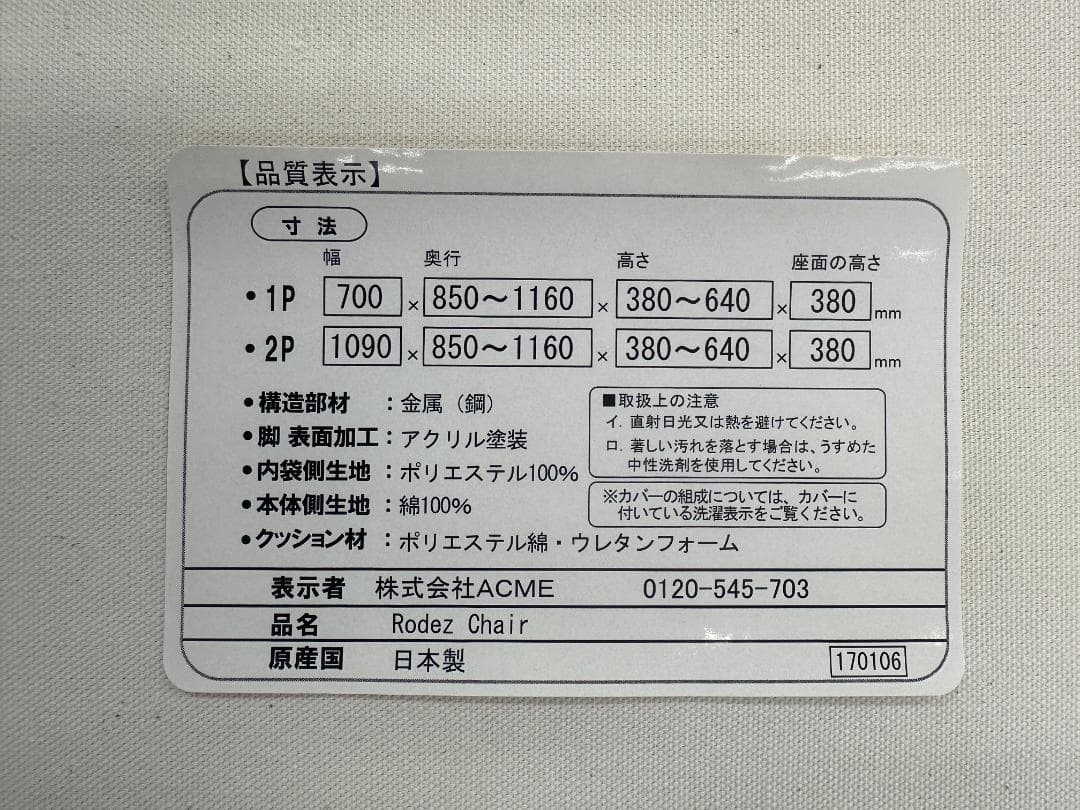 【品質表示】
寸 法
幅 奥行 高さ 座面の高さ
・1P 700 × 850～1160 × 380～640 × 380 mm
・2P 1090 × 850～1160 × 380～640 × 380 mm
・構造部材 ：金属（鋼）
・脚 表面加工：アクリル塗装
・内袋側生地 ：ポリエステル100%
・本体側生地 ：綿100%
・クッション材 ：ポリエステル綿・ウレタンフォーム
■取扱上の注意
イ．直射日光又は熱を避けてください。
ロ．著しい汚れを落とす場合は、うすめた
中性洗剤を使用してください。
※カバーの組成については、カバーに
付いている洗濯表示をご覧ください。
表示者 株式会社ACME 0120-545-703
品名 Rodez Chair
原産国 日本製 170106